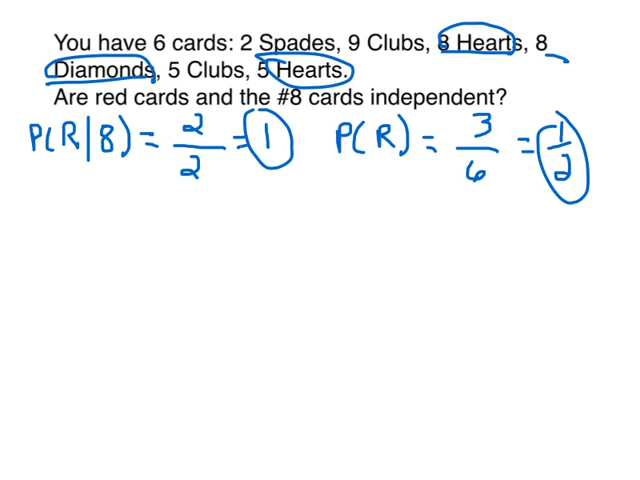 You have 6 cards: 2 Spades, 9 Clubs, 8 Hearts, 8
Diamonds, 5 Clubs, 5 Hearts.
Are red cards and the #8 cards independent?
P(R|8) = 2/2 = 1 P(R) = 3/6 = 1/2